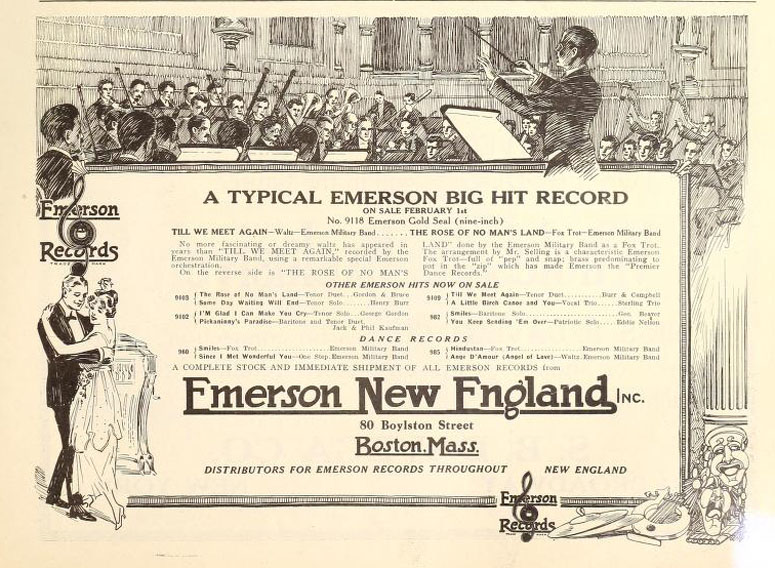 Emerson
Records
TRADE MARK
A TYPICAL EMERSON BIG HIT RECORD
ON SALE FEBRUARY 1st
No. 9118 Emerson Gold Seal (nine-inch)
TILL WE MEET AGAIN—Waltz—Emerson Military Band.......THE ROSE OF NO MAN'S LAND—Fox Trot—Emerson Military Band
No more fascinating or dreamy waltz has appeared in
years than "TILL WE MEET AGAIN," recorded by the
Emerson Military Band, using a remarkable special Emerson
orchestration.
On the reverse side is "THE ROSE OF NO MAN'S
LAND" done by the Emerson Military Band as a Fox Trot.
The arrangement by Mr. Selling is a characteristic Emerson
Fox Trot—full of "pep" and snap; brass predominating to
put in the "zip" which has made Emerson the "Premier
Dance Records."
OTHER EMERSON HITS NOW ON SALE
9103 The Rose of No Man's Land—Tenor Duet..Gordon & Bruce
Some Day Waiting Will End—Tenor Solo.......Henry Burr
9102 I'M Glad I Can Make You Cry—Tenor Solo..George Gordon
Pickaninny's Paradise—Baritone and Tenor Duet,
Jack & Phil Kaufman
9109 Till We Meet Again—Tenor Duet..........Burr & Campbell
A Little Birch Canoe and You—Vocal Trio.....Sterling Trio
982 Smiles—Baritone Solo...............Geo. Beaver
You Keep Sending 'Em Over—Patriotic Solo....Eddie Nelson
DANCE RECORDS
960 Smiles—Fox Trot..................Emerson Military Band
Since I Met Wonderful You—One Step.Emerson Military Band
985 Hindustan—Fox Trot..............Emerson Military Band
Ange D'Amour (Angel of Love)—Waltz.Emerson Military Band
A COMPLETE STOCK AND IMMEDIATE SHIPMENT OF ALL EMERSON RECORDS from
Emerson New England INC.
80 Boylston Street
Boston.Mass.
DISTRIBUTORS FOR EMERSON RECORDS THROUGHOUT NEW ENGLAND
Emerson
Records